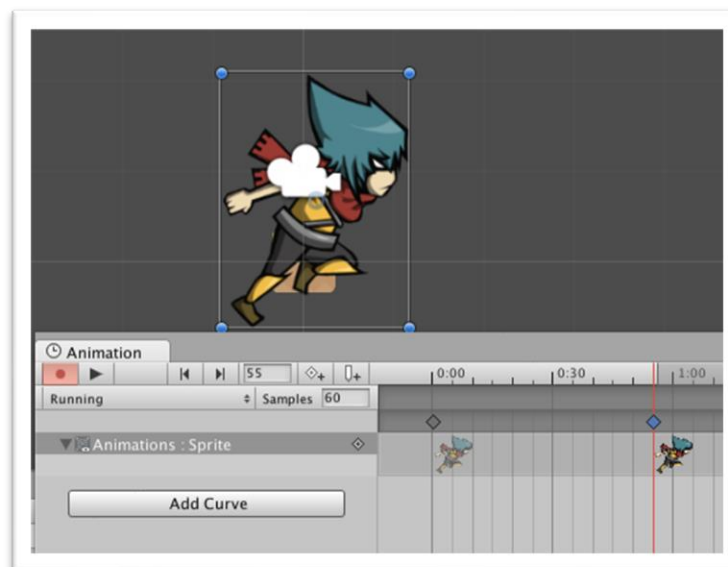 Animation
55
0:00 0:30 1:00
Running Samples 60
Animations : Sprite
Add Curve